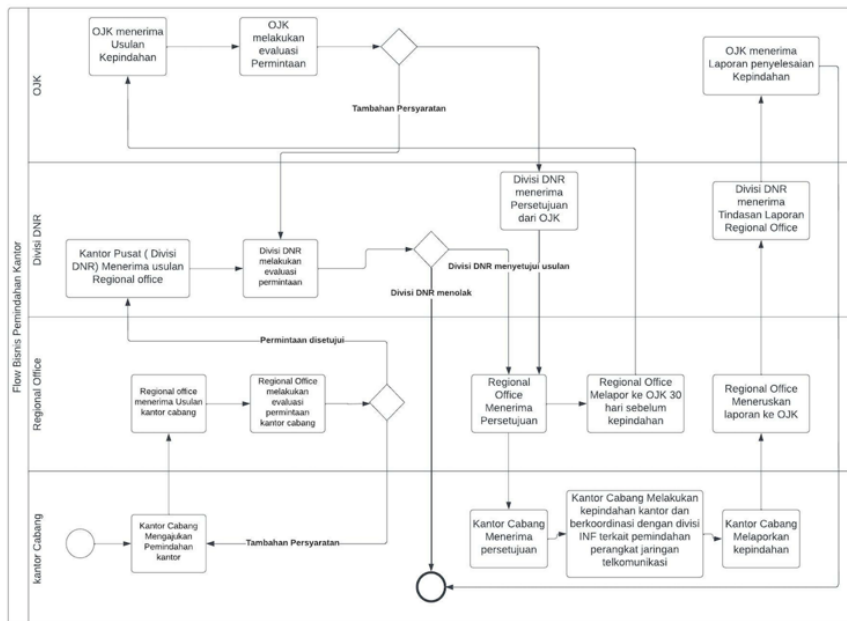 Flow Bisnis Pemindahan Kantor
OJK
OJK menerima
Usulan
Kepindahan
OJK
melakukan
evaluasi
Permintaan
OJK menerima
Laporan penyelesaian
Kepindahan
Tambahan Persyaratan
Divisi DNR
Divisi DNR
menerima
Persetujuan
dari OJK
Divisi DNR
menerima
Tindasan Laporan
Regional Office
Kantor Pusat ( Divisi
DNR) Menerima usulan
Regional office
Divisi DNR
melakukan
evaluasi
permintaan
Divisi DNR menyetujui usulan
Divisi DNR menolak
Regional Office
Permintaan disetujui
Regional office
menerima Usulan
kantor cabang
Regional Office
melakukan
evaluasi
permintaan
kantor cabang
Regional
Office
Menerima
Persetujuan
Regional Office
Melapor ke OJK 30
hari sebelum
kepindahan
Regional Office
Meneruskan
laporan ke OJK
kantor Cabang
Kantor Cabang
Mengajukan
Pemindahan
kantor
Tambahan Persyaratan
Kantor Cabang
Menerima
persetujuan
Kantor Cabang Melakukan
kepindahan kantor dan
berkoordinasi dengan divisi
INF terkait pemindahan
perangkat jaringan
telkomunikasi
Kantor Cabang
Melaporkan
kepindahan